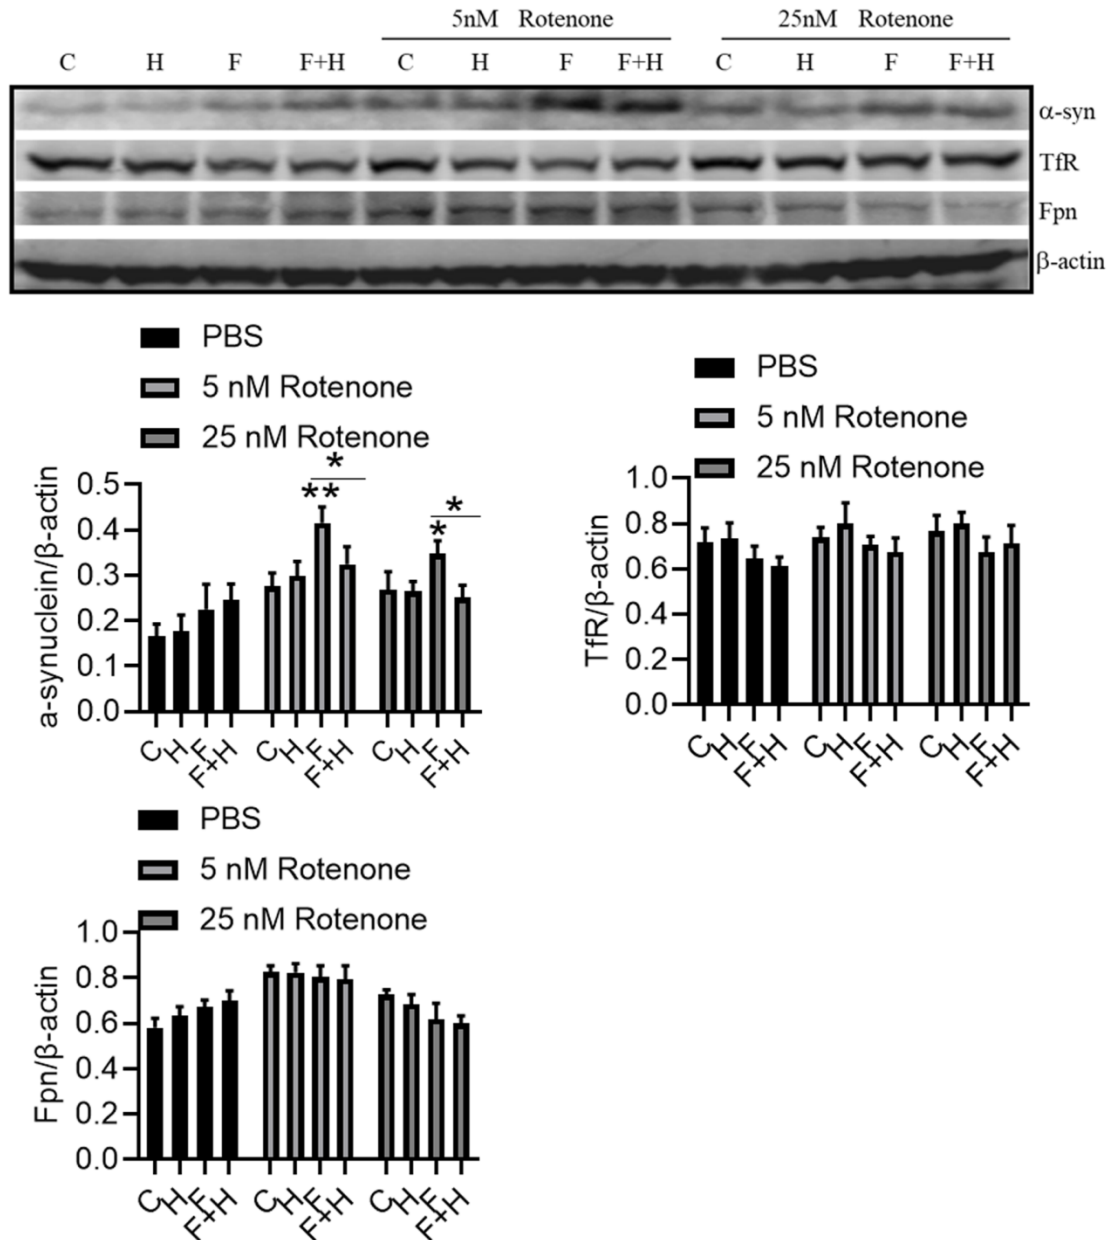 5nM Rotenone 25nM Rotenone
C H F F+H C H F F+H C H F F+H
α-syn
TfR
Fpn
β-actin
PBS
5 nM Rotenone
25 nM Rotenone
a-synuclein/β-actin
0.5
0.4
0.3
0.2
0.1
0.0
*
**
*
*
C H F F+H C H F F+H C H F F+H
PBS
5 nM Rotenone
25 nM Rotenone
TfR/β-actin
1.0
0.8
0.6
0.4
0.2
0.0
C H F F+H C H F F+H C H F F+H
PBS
5 nM Rotenone
25 nM Rotenone
Fpn/β-actin
1.0
0.8
0.6
0.4
0.2
0.0
C H F F+H C H F F+H C H F F+H